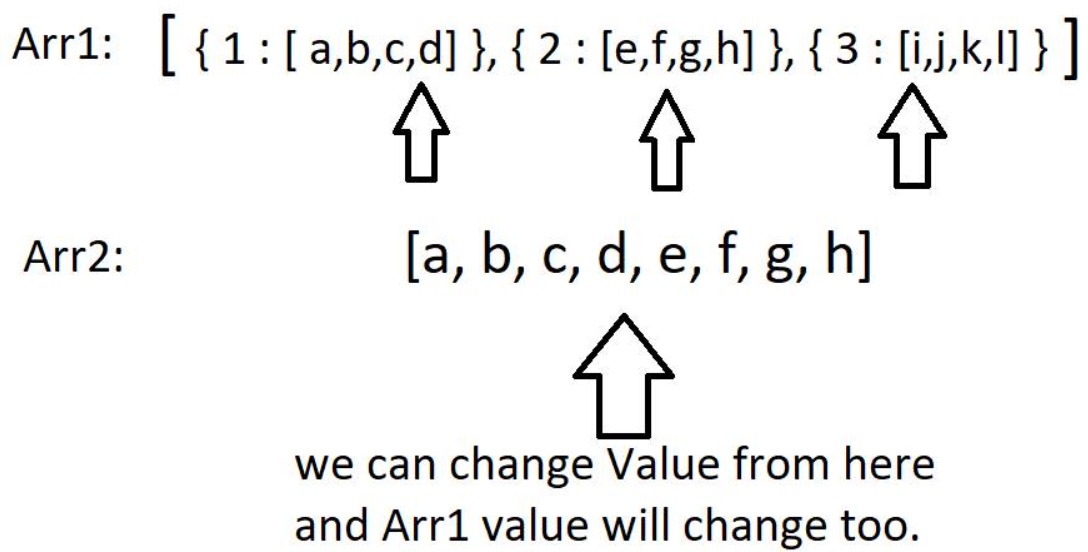 Arr1: [ { 1 : [ a,b,c,d] }, { 2 : [e,f,g,h] }, { 3 : [i,j,k,l] } ]
Arr2: [a, b, c, d, e, f, g, h]
we can change Value from here
and Arr1 value will change too.